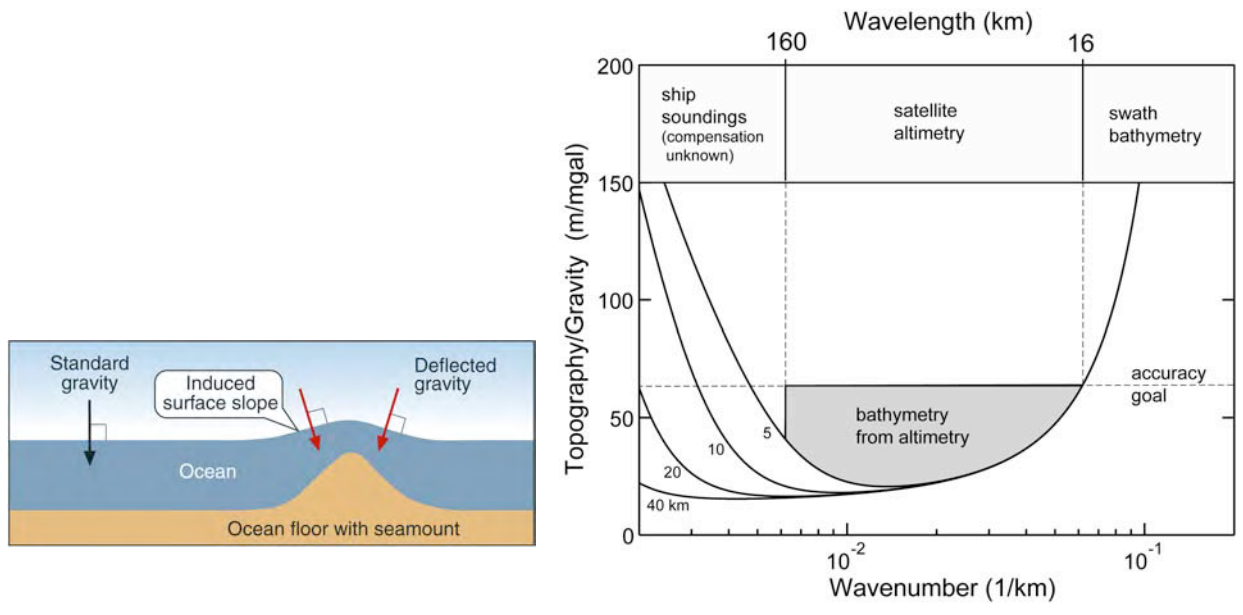 Standard
gravity
Induced
surface slope
Deflected
gravity
Ocean
Ocean floor with seamount
Wavelength (km)
160
16
200
150
100
50
0
Topography/Gravity (m/mgal)
ship
soundings
(compensation
unknown)
satellite
altimetry
swath
bathymetry
accuracy
goal
bathymetry
from altimetry
5
10
20
40 km
10-2
10-1
Wavenumber (1/km)